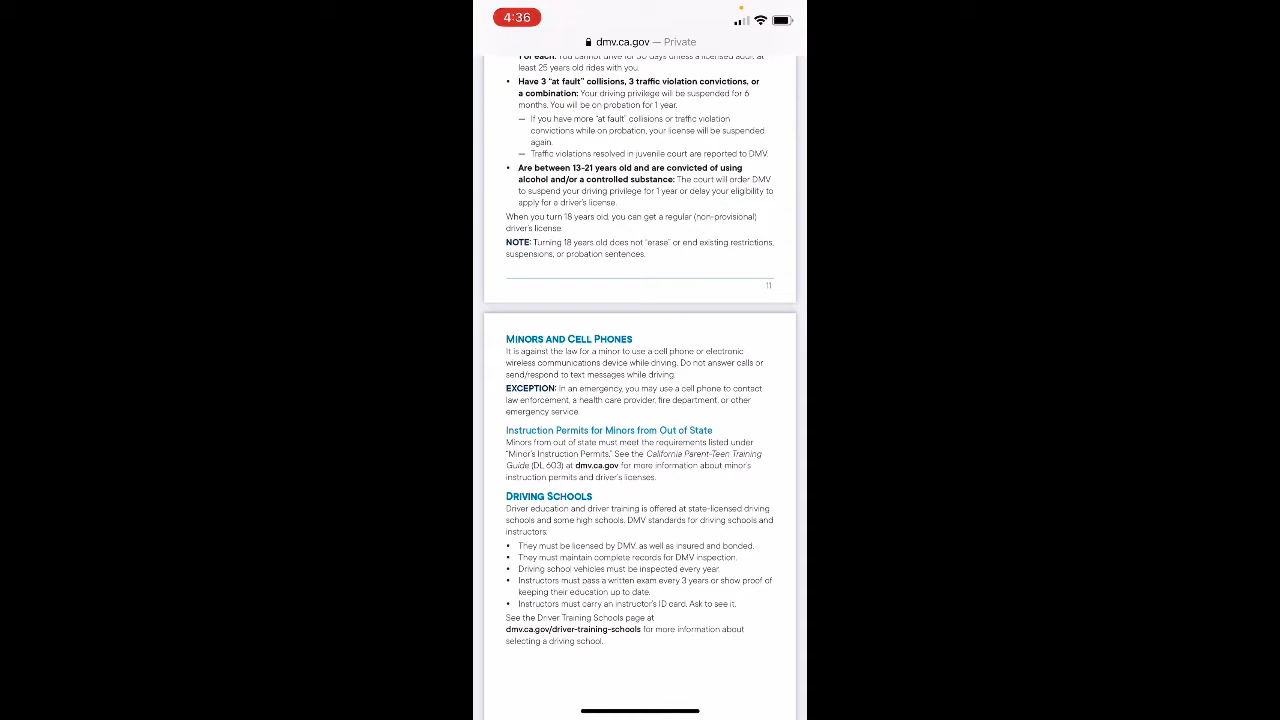 4:36
dmv.ca.gov — Private
1 of each: You cannot drive for 30 days unless a licensed adult at
least 25 years old rides with you.
• Have 3 “at fault” collisions, 3 traffic violation convictions, or
a combination: Your driving privilege will be suspended for 6
months. You will be on probation for 1 year.
— If you have more “at fault” collisions or traffic violation
convictions while on probation, your license will be suspended
again.
— Traffic violations resolved in juvenile court are reported to DMV.
• Are between 13-21 years old and are convicted of using
alcohol and/or a controlled substance: The court will order DMV
to suspend your driving privilege for 1 year or delay your eligibility to
apply for a driver’s license.
When you turn 18 years old, you can get a regular (non-provisional)
driver’s license.
NOTE: Turning 18 years old does not “erase” or end existing restrictions,
suspensions, or probation sentences.
11
MINORS AND CELL PHONES
It is against the law for a minor to use a cell phone or electronic
wireless communications device while driving. Do not answer calls or
send/respond to text messages while driving.
EXCEPTION: In an emergency, you may use a cell phone to contact
law enforcement, a health care provider, fire department, or other
emergency service.
Instruction Permits for Minors from Out of State
Minors from out of state must meet the requirements listed under
“Minor’s Instruction Permits.” See the California Parent-Teen Training
Guide (DL 603) at dmv.ca.gov for more information about minor’s
instruction permits and driver’s licenses.
DRIVING SCHOOLS
Driver education and driver training is offered at state-licensed driving
schools and some high schools. DMV standards for driving schools and
instructors:
• They must be licensed by DMV, as well as insured and bonded.
• They must maintain complete records for DMV inspection.
• Driving school vehicles must be inspected every year.
• Instructors must pass a written exam every 3 years or show proof of
keeping their education up to date.
• Instructors must carry an instructor’s ID card. Ask to see it.
See the Driver Training Schools page at
dmv.ca.gov/driver-training-schools for more information about
selecting a driving school.